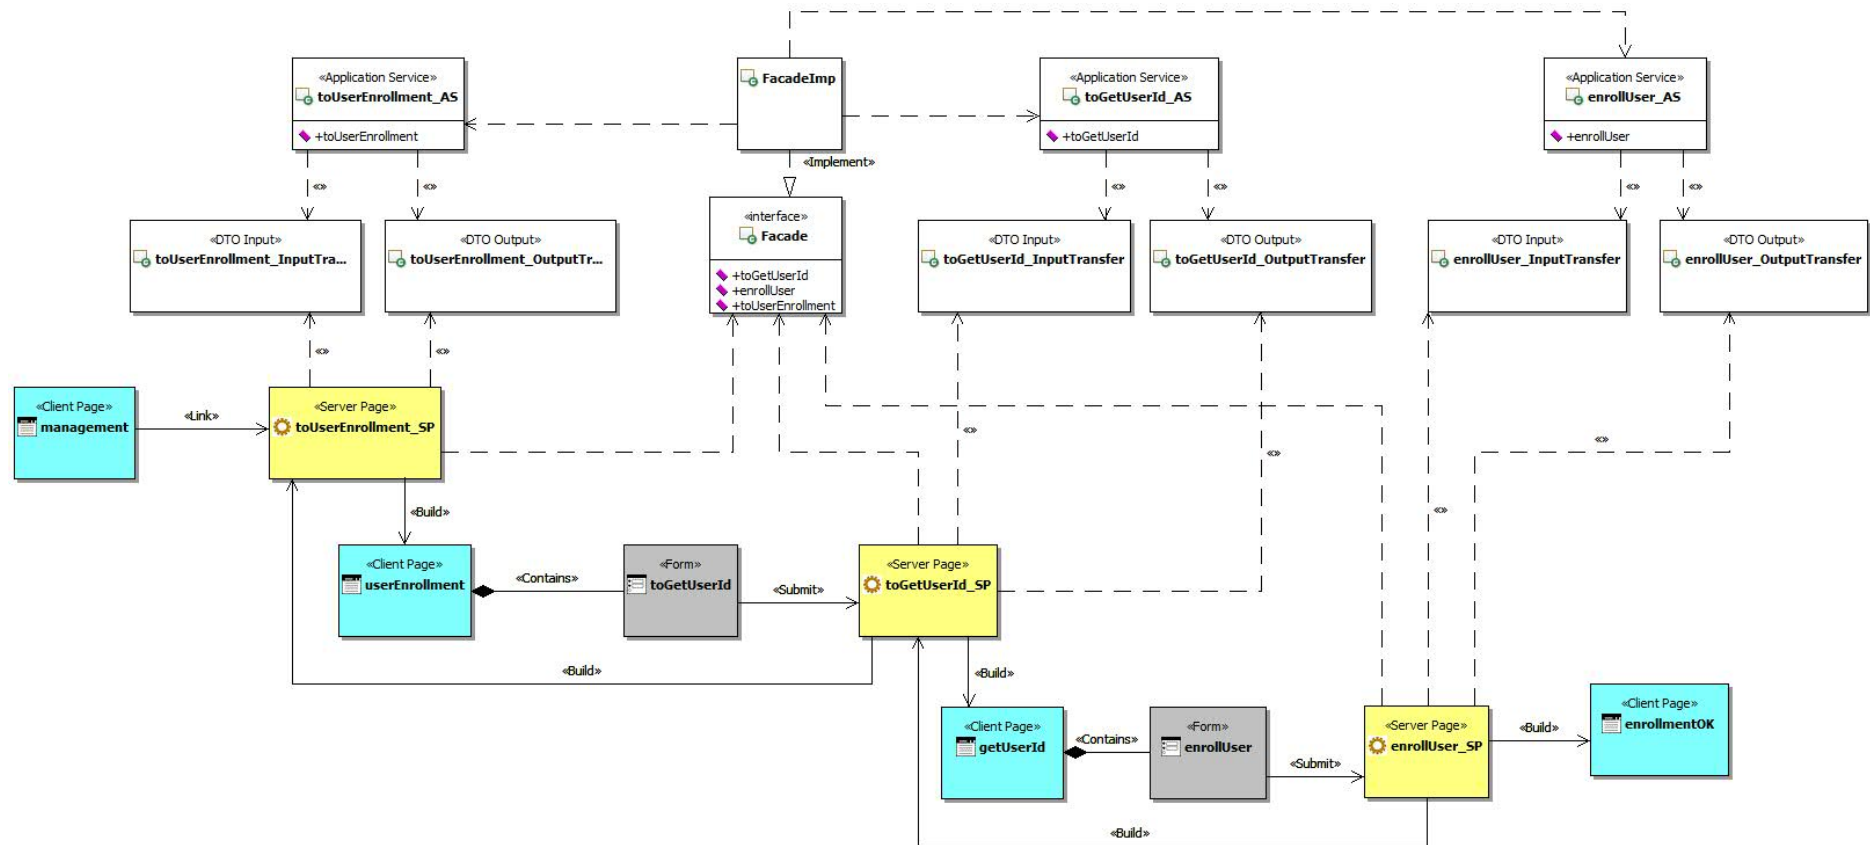 «Application Service»
toUserEnrollment_AS
+toUserEnrollment
FacadeImp
«Application Service»
toGetUserId_AS
+toGetUserId
«Application Service»
enrollUser_AS
+enrollUser
«Implement»
«»
«»
«»
«»
«»
«»
«DTO Input»
toUserEnrollment_InputTra...
«DTO Output»
toUserEnrollment_OutputTr...
«interface»
Facade
+toGetUserId
+enrollUser
+toUserEnrollment
«DTO Input»
toGetUserId_InputTransfer
«DTO Output»
toGetUserId_OutputTransfer
«DTO Input»
enrollUser_InputTransfer
«DTO Output»
enrollUser_OutputTransfer
«»
«»
«Client Page»
management
«Link»
«Server Page»
toUserEnrollment_SP
«»
«»
«»
«»
«Build»
«Client Page»
userEnrollment
«Contains»
«Form»
toGetUserId
«Submit»
«Server Page»
toGetUserId_SP
«Build»
«Build»
«Client Page»
getUserId
«Contains»
«Form»
enrollUser
«Submit»
«Server Page»
enrollUser_SP
«Build»
«Client Page»
enrollmentOK
«Build»